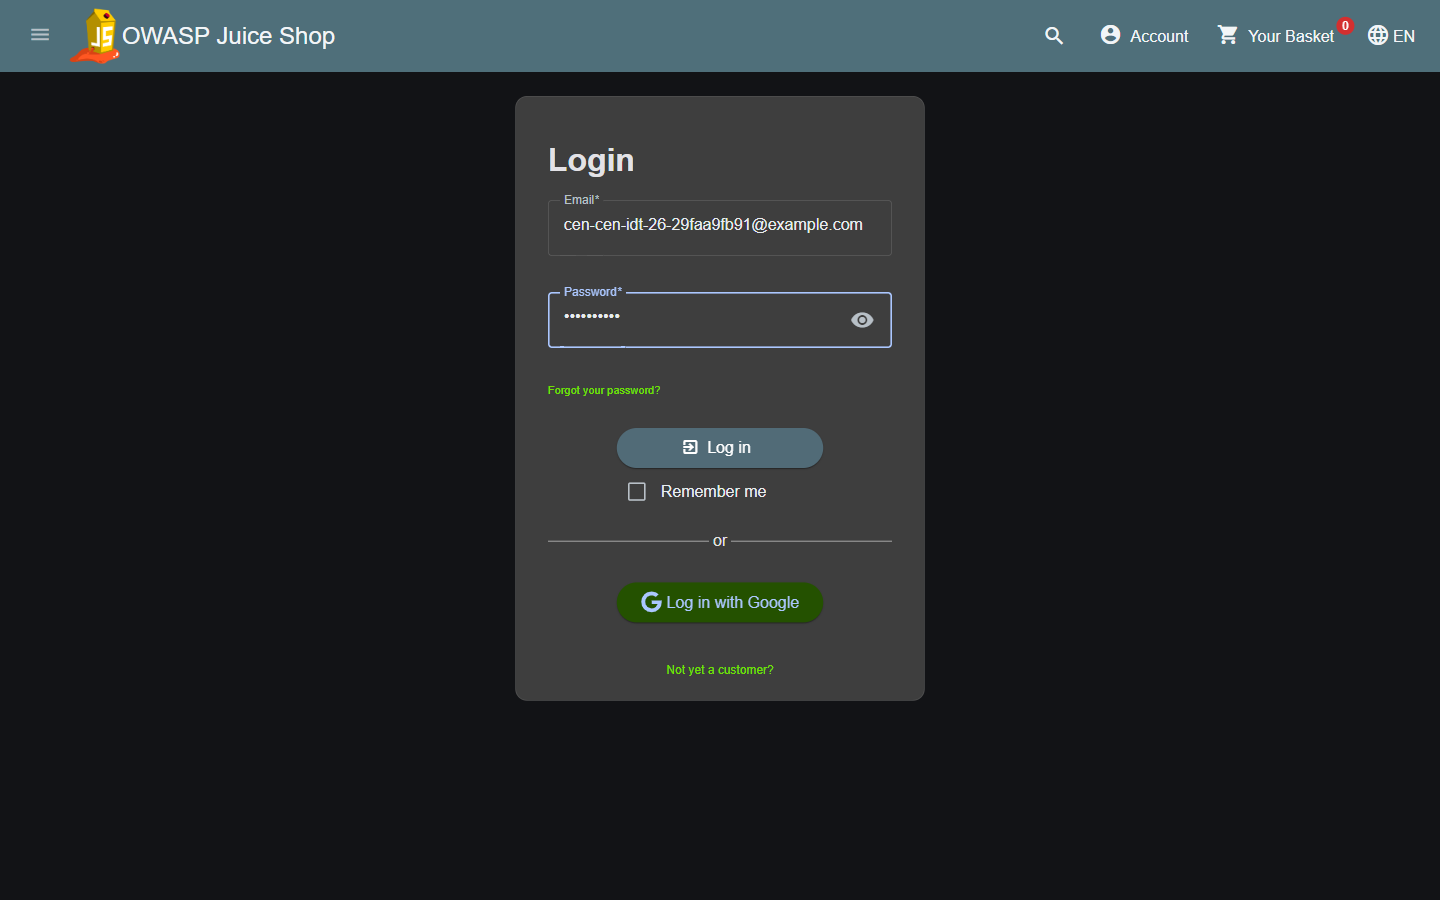 OWASP Juice Shop
Account
Your Basket
0
EN
Login
Email*
cen-cen-idt-26-29faa9fb91@example.com
Password*
••••••••••
Forgot your password?
Log in
Remember me
or
G Log in with Google
Not yet a customer?